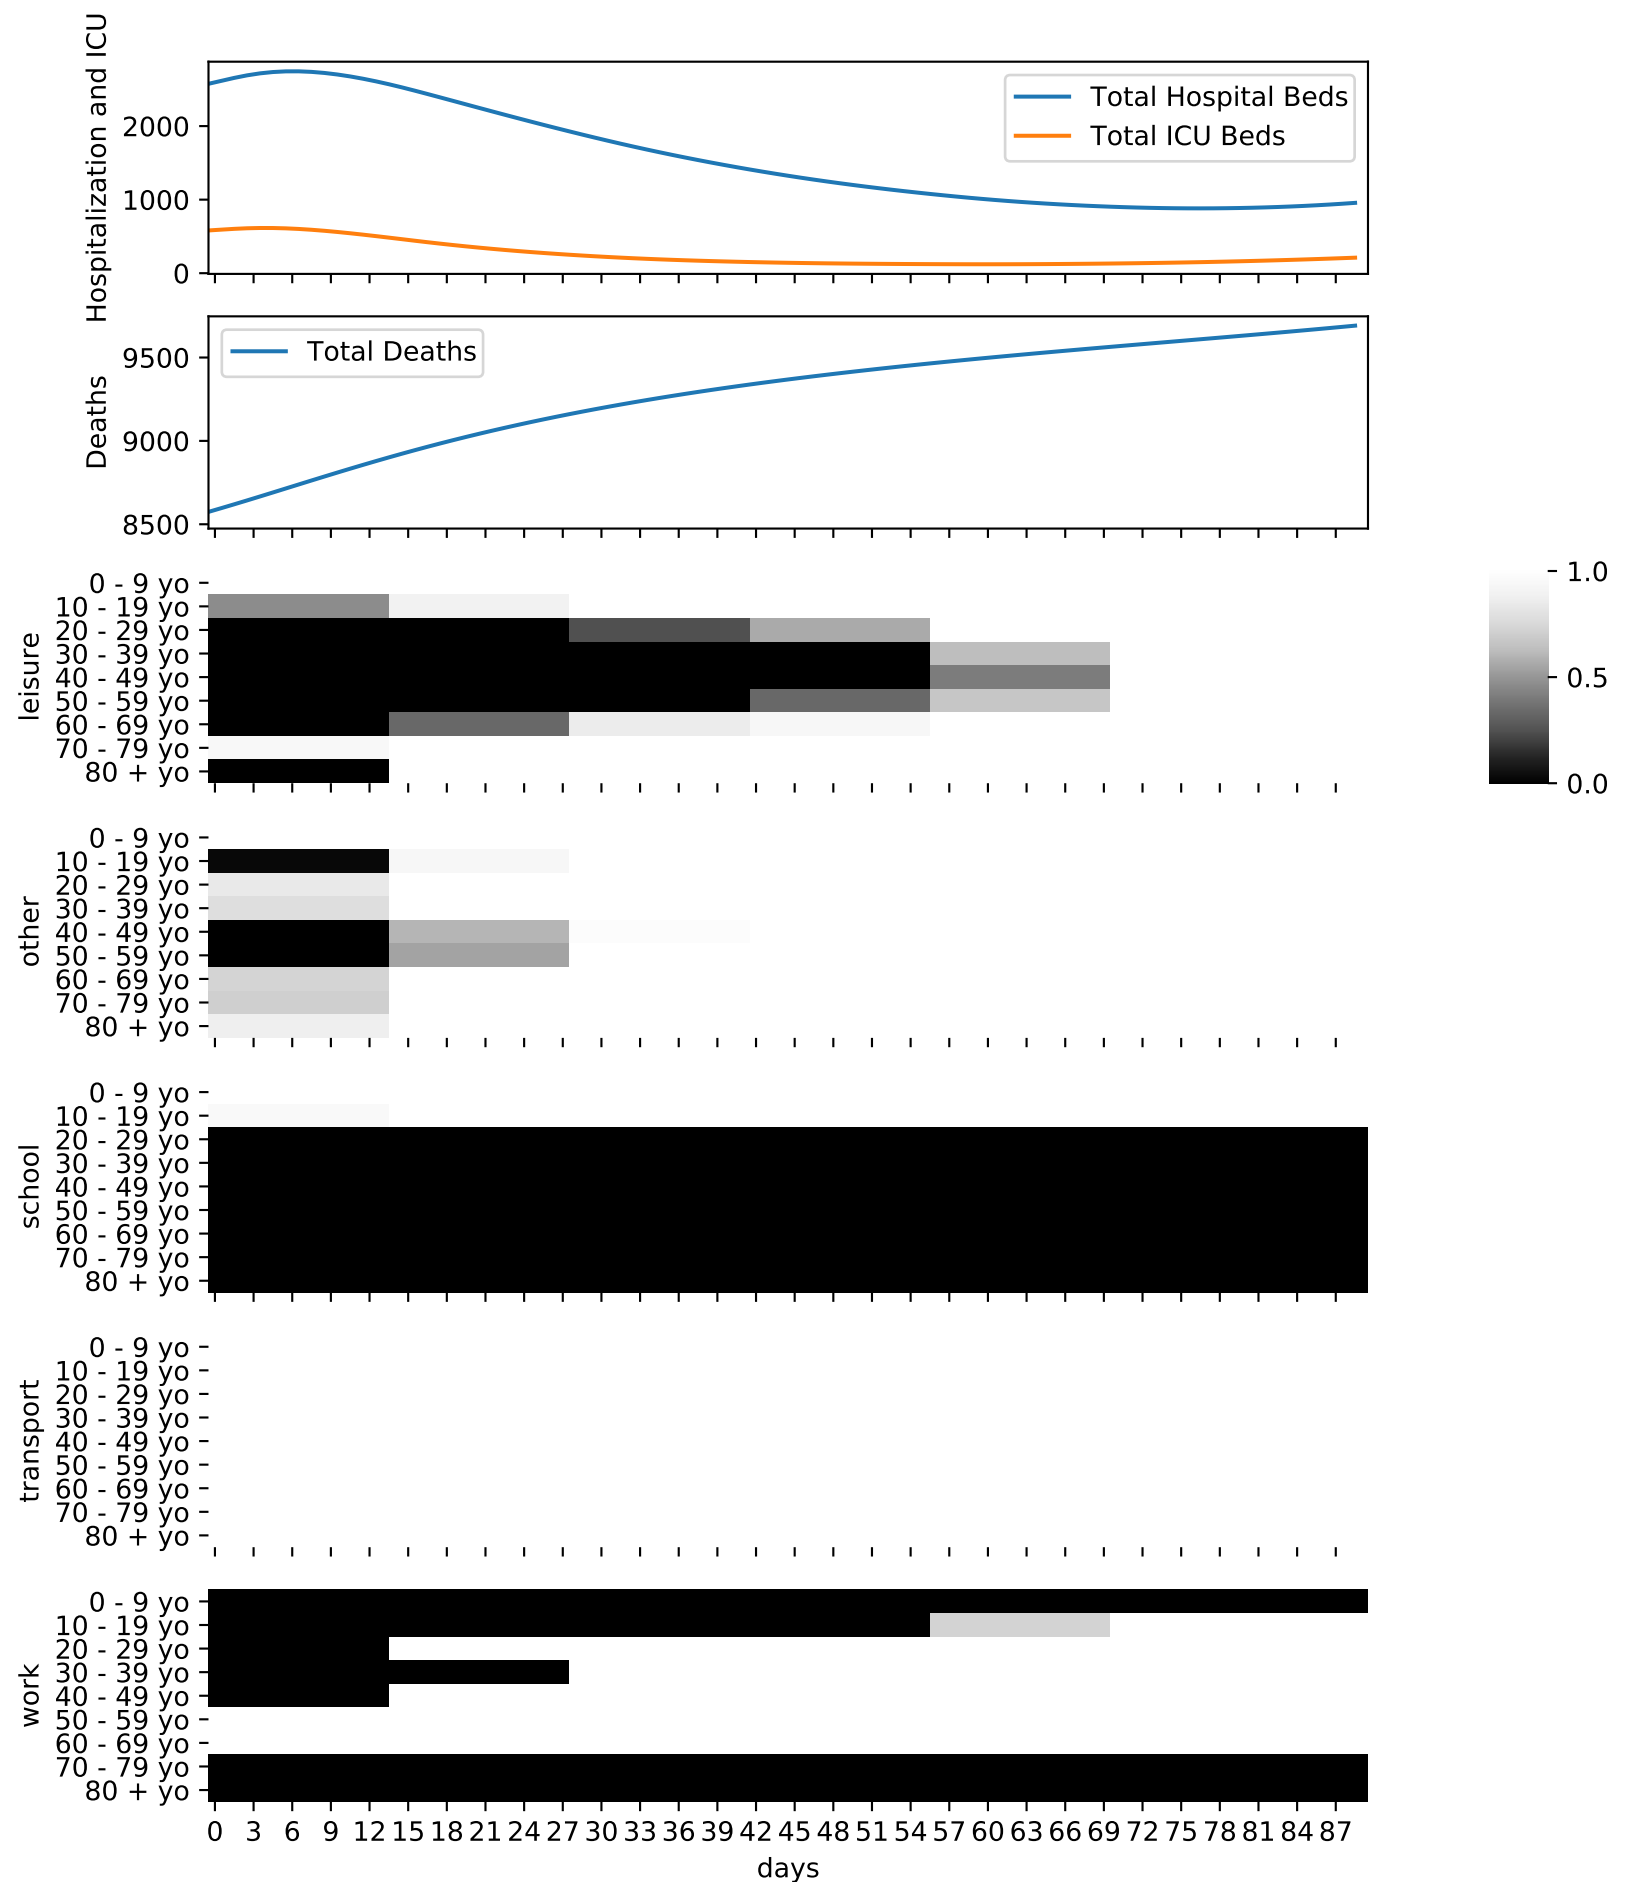 Hospitalization and ICU
2000
1000
0
Total Hospital Beds
Total ICU Beds
Deaths
9500
9000
8500
Total Deaths
leisure
0 - 9 yo
10 - 19 yo
20 - 29 yo
30 - 39 yo
40 - 49 yo
50 - 59 yo
60 - 69 yo
70 - 79 yo
80 + yo
1.0
0.5
0.0
other
0 - 9 yo
10 - 19 yo
20 - 29 yo
30 - 39 yo
40 - 49 yo
50 - 59 yo
60 - 69 yo
70 - 79 yo
80 + yo
school
0 - 9 yo
10 - 19 yo
20 - 29 yo
30 - 39 yo
40 - 49 yo
50 - 59 yo
60 - 69 yo
70 - 79 yo
80 + yo
transport
0 - 9 yo
10 - 19 yo
20 - 29 yo
30 - 39 yo
40 - 49 yo
50 - 59 yo
60 - 69 yo
70 - 79 yo
80 + yo
work
0 - 9 yo
10 - 19 yo
20 - 29 yo
30 - 39 yo
40 - 49 yo
50 - 59 yo
60 - 69 yo
70 - 79 yo
80 + yo
0 3 6 9 12 15 18 21 24 27 30 33 36 39 42 45 48 51 54 57 60 63 66 69 72 75 78 81 84 87
days